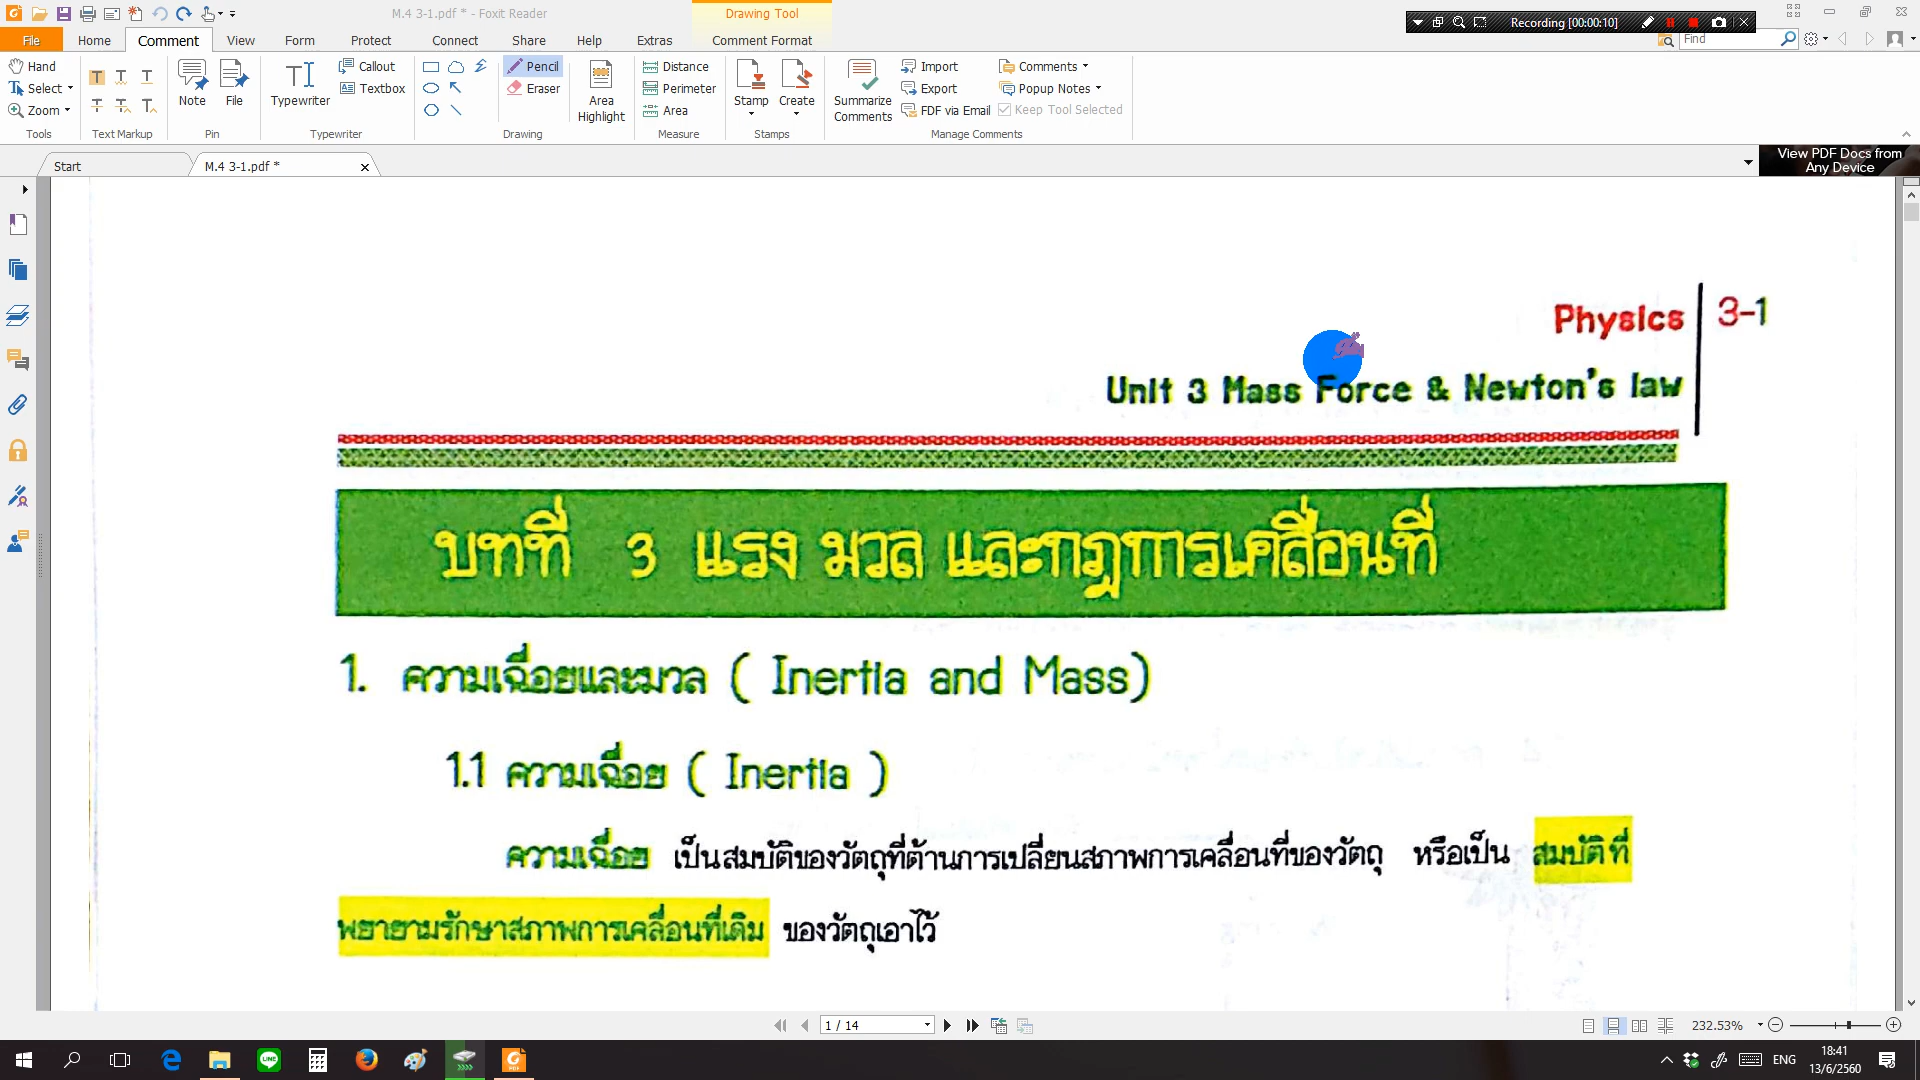 M.4 3-1.pdf * - Foxit Reader
Drawing Tool
Recording [00:00:10]
File Home Comment View Form Protect Connect Share Help Extras Comment Format Find
Hand
Select
Zoom
Tools
Text Markup
Note
File
Pin
Typewriter
Callout
Textbox
Typewriter
Pencil
Eraser
Drawing
Area
Highlight
Distance
Perimeter
Area
Measure
Stamp
Create
Stamps
Summarize
Comments
Import
Export
FDF via Email
Comments
Popup Notes
Keep Tool Selected
Manage Comments
Start
M.4 3-1.pdf *
View PDF Docs from
Any Device
Physics 3-1
Unit 3 Mass Force & Newton's law
บทที่ 3 แรง มวล และกฎการเคลื่อนที่
1. ความเฉื่อยและมวล ( Inertia and Mass)
1.1 ความเฉื่อย ( Inertia )
ความเฉื่อย เป็นสมบัติของวัตถุที่ต้านการเปลี่ยนสภาพการเคลื่อนที่ของวัตถุ หรือเป็น สมบัติที่
พยายามรักษาสภาพการเคลื่อนที่เดิม ของวัตถุเอาไว้
1 / 14
232.53%
ENG
18:41
13/6/2560